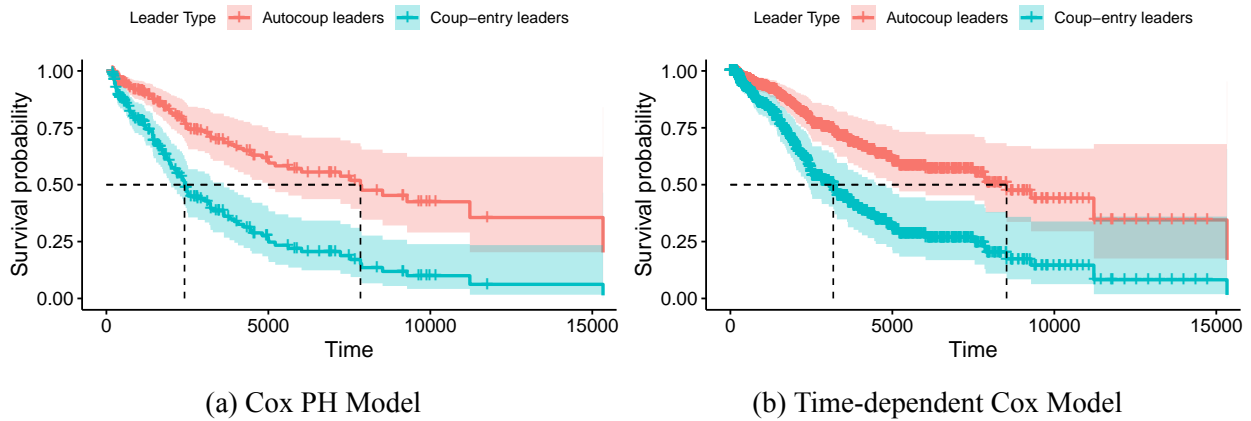 Leader Type Autocoup leaders Coup−entry leaders
1.00
0.75
0.50
0.25
0.00
Survival probability
0 5000 10000 15000
Time
(a) Cox PH Model
Leader Type Autocoup leaders Coup−entry leaders
1.00
0.75
0.50
0.25
0.00
Survival probability
0 5000 10000 15000
Time
(b) Time-dependent Cox Model